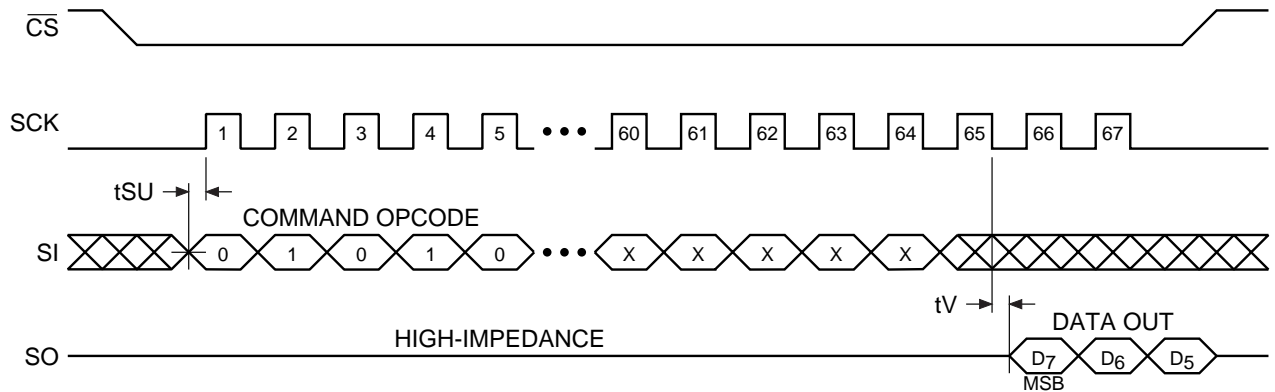 CS
SCK 1 2 3 4 5 ••• 60 61 62 63 64 65 66 67
tSU
COMMAND OPCODE
SI 0 1 0 1 0 ••• X X X X X
tV
HIGH-IMPEDANCE DATA OUT
SO D7 D6 D5
MSB